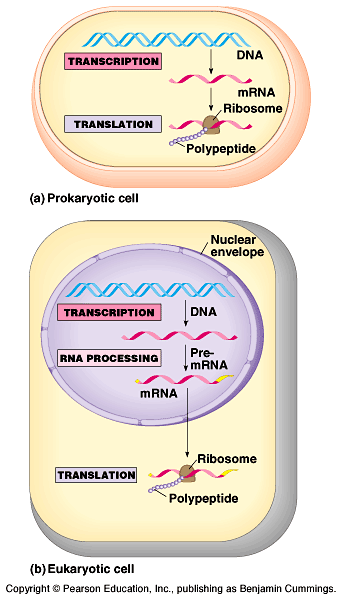 DNA
TRANSCRIPTION
mRNA
Ribosome
TRANSLATION
Polypeptide
(a) Prokaryotic cell
Nuclear
envelope
TRANSCRIPTION
DNA
RNA PROCESSING
Pre-
mRNA
mRNA
Ribosome
TRANSLATION
Polypeptide
(b) Eukaryotic cell
Copyright © Pearson Education, Inc., publishing as Benjamin Cummings.